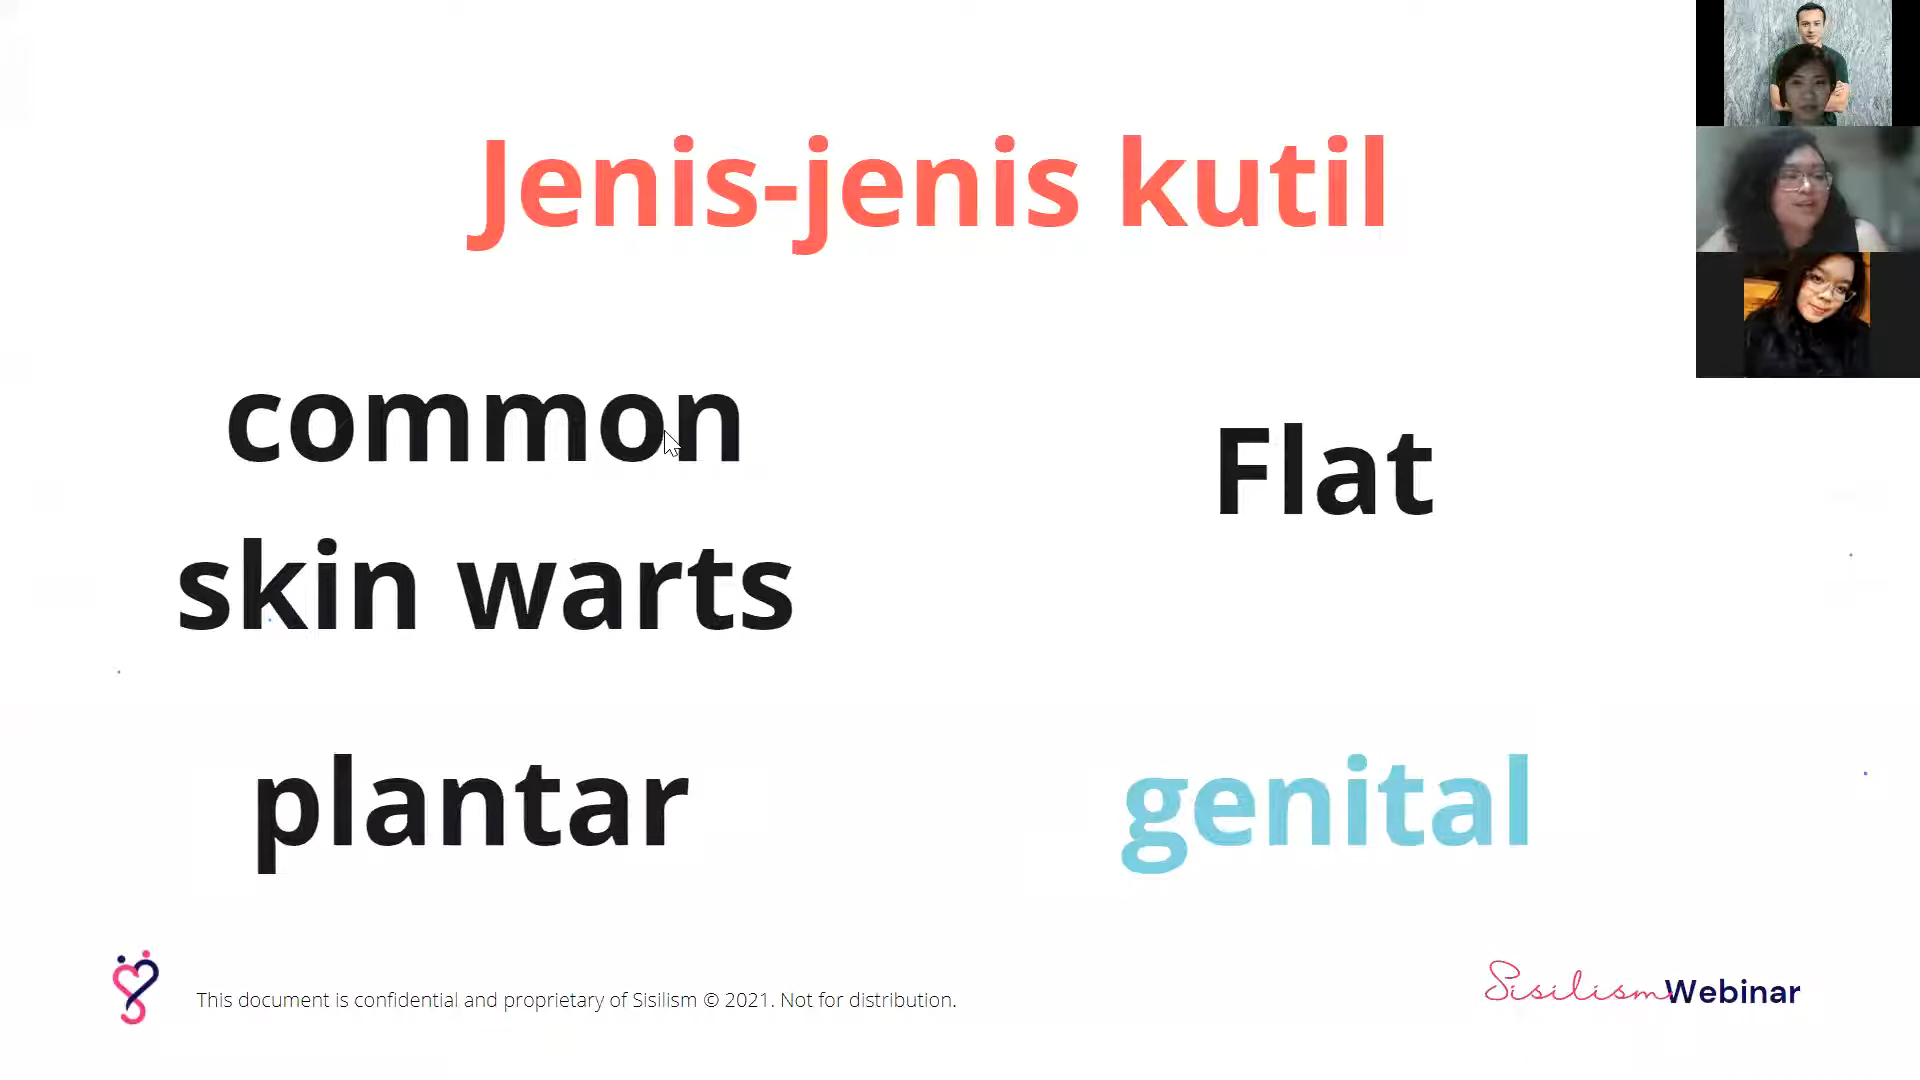 Jenis-jenis kutil
common
skin warts
Flat
plantar
genital
This document is confidential and proprietary of Sisilism © 2021. Not for distribution.
Sisilism Webinar